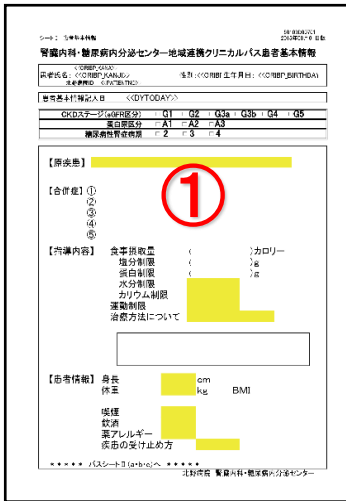 シートⅠ 患者基本情報
腎臓内科・糖尿病内分泌センター地域連携クリニカルパス患者基本情報
患者氏名：<<ORIBP_KANJI>> 性別：<<ORIBI 生年月日：<<ORIBP_BIRTHDA)
患者基本情報記入日 <<DYTODAY>>
CKDステージ(eGFR区分) G1 G2 G3a G3b G4 G5
蛋白尿区分 A1 A2 A3
糖尿病性腎症病期 2 3 4
【原疾患】
①
【合併症】①
②
③
④
⑤
【指導内容】 食事摂取量 ( )カロリー
塩分制限 ( )g
蛋白制限 ( )g
水分制限
カリウム制限
運動制限
治療方法について
【患者情報】 身長 cm
体重 kg BMI
喫煙
飲酒
薬アレルギー
疾患の受け止め方
＊＊＊＊＊ パスシートⅡ(a・b・c)へ ＊＊＊＊＊
北野病院 腎臓内科・糖尿病内分泌センター